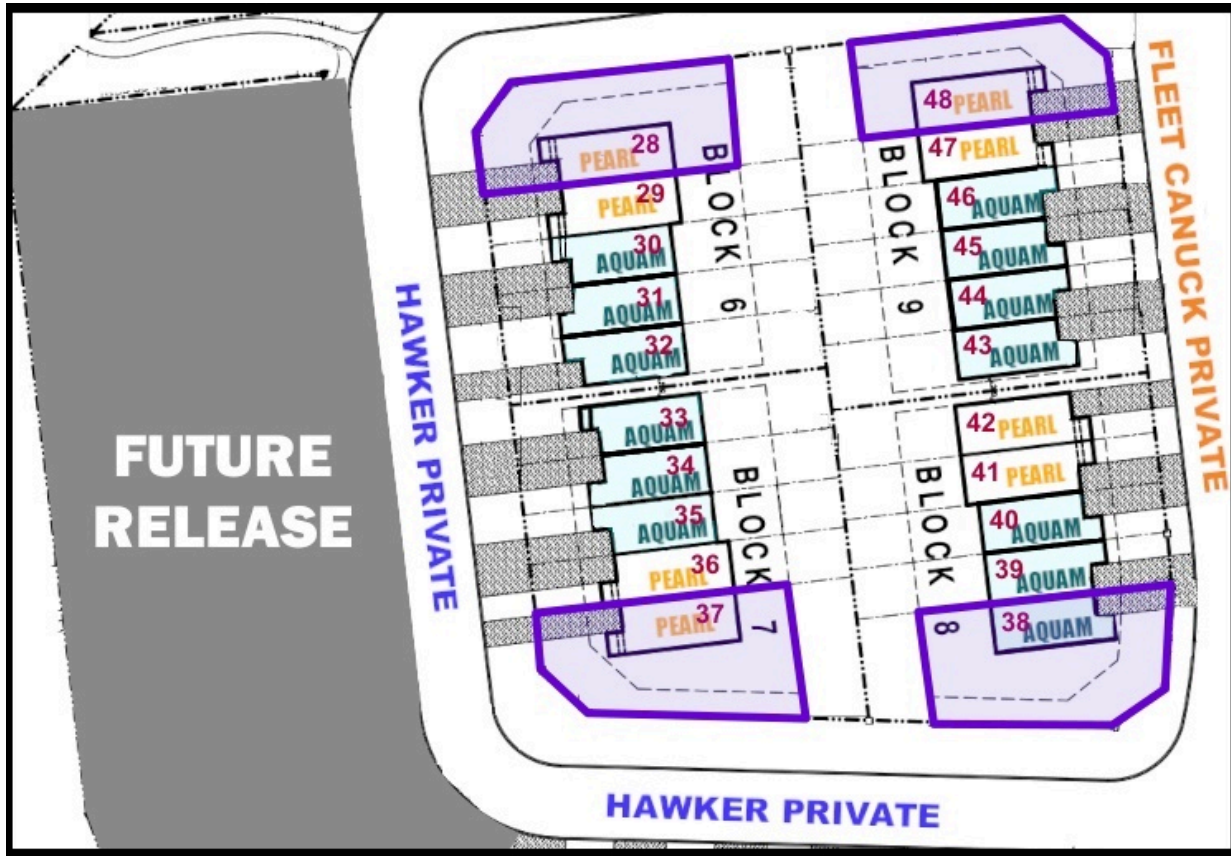 FUTURE
RELEASE
HAWKER PRIVATE
28 PEARL
29 PEARL
30 AQUAM
31 AQUAM
32 AQUAM
BLOCK 6
33 AQUAM
34 AQUAM
35 AQUAM
36 PEARL
37 PEARL
BLOCK 7
48 PEARL
47 PEARL
46 AQUAM
45 AQUAM
44 AQUAM
43 AQUAM
BLOCK 9
42 PEARL
41 PEARL
40 AQUAM
39 AQUAM
38 AQUAM
BLOCK 8
FLEET CANUCK PRIVATE
HAWKER PRIVATE